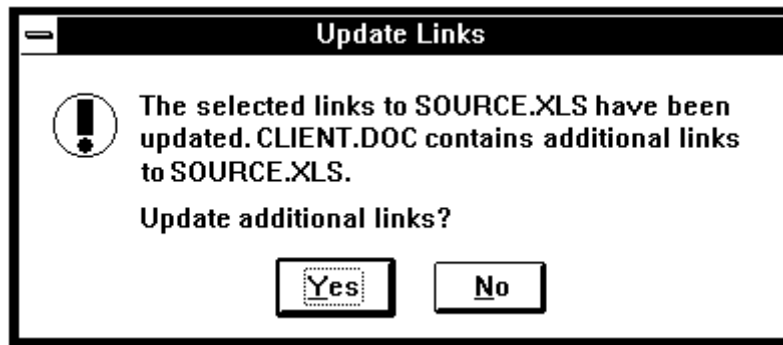 Update Links
The selected links to SOURCE.XLS have been
updated. CLIENT.DOC contains additional links
to SOURCE.XLS.
Update additional links?
Yes No